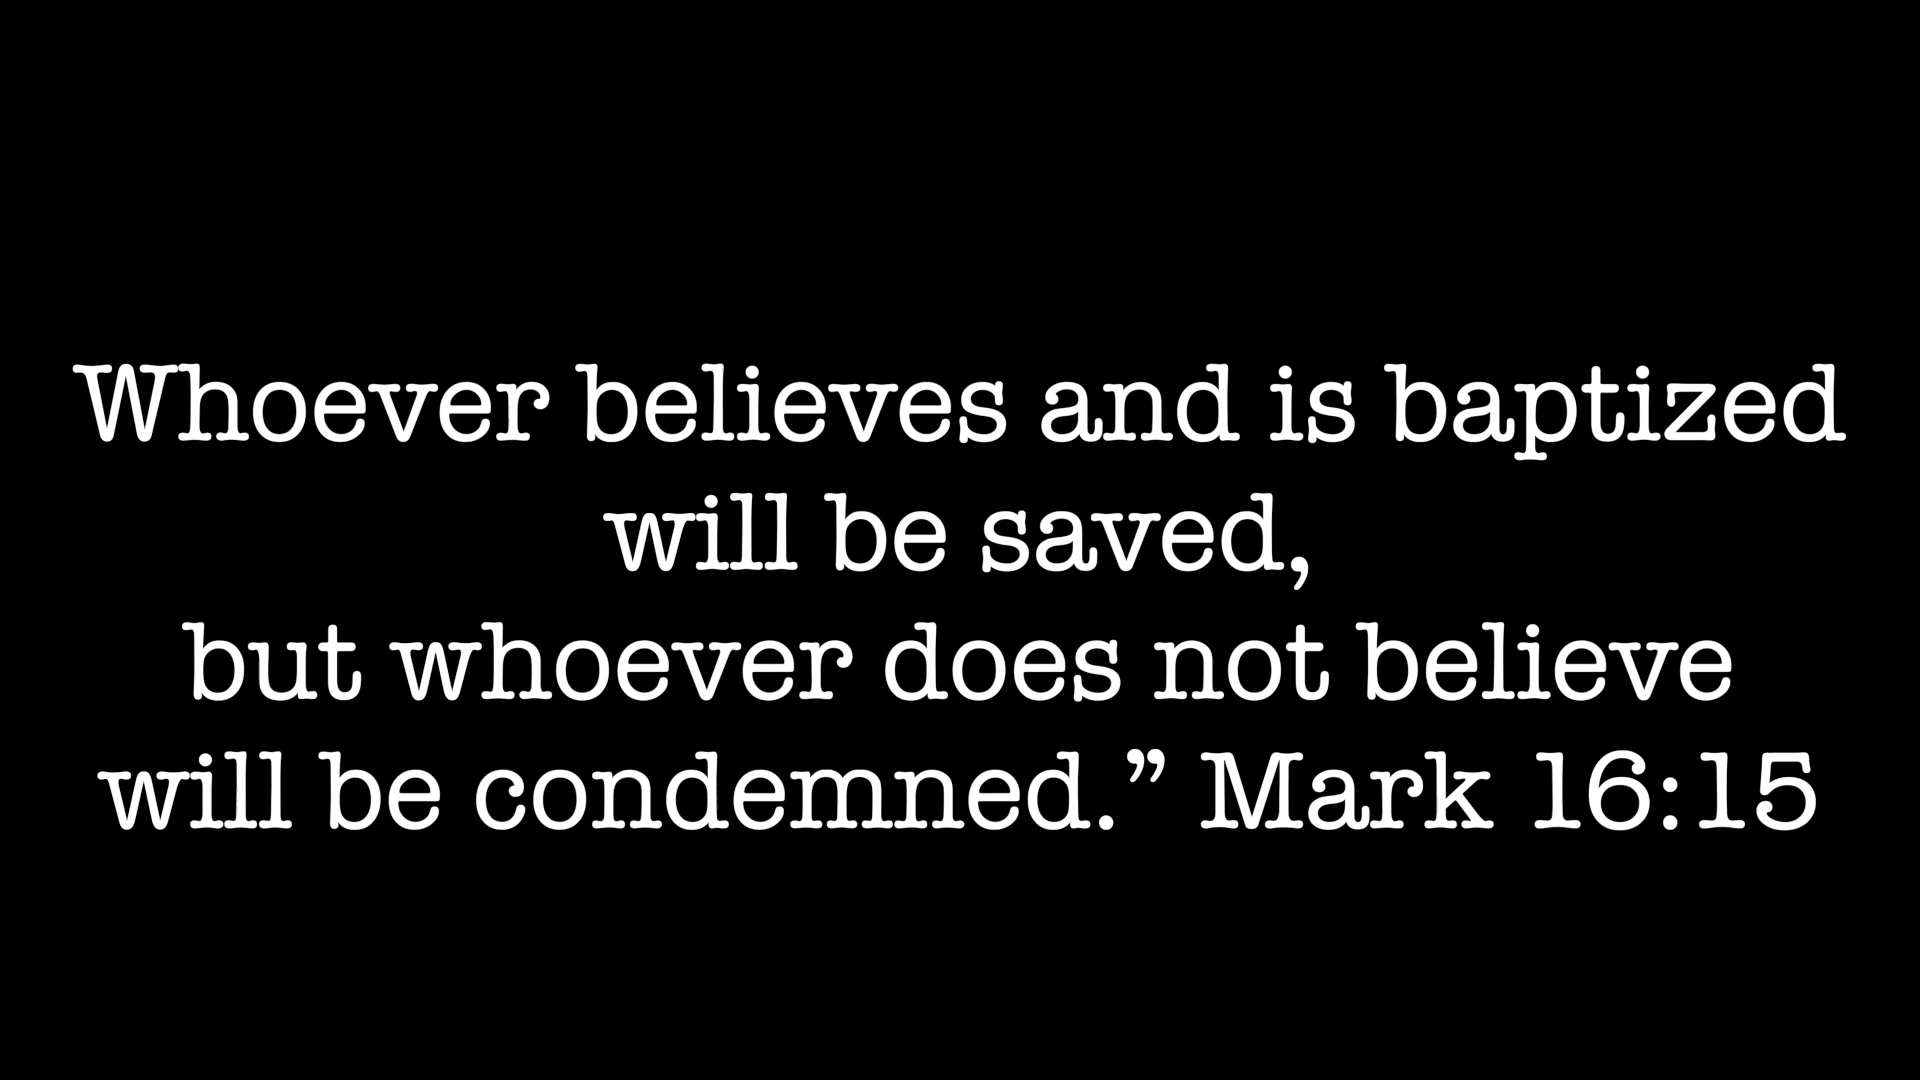 Whoever believes and is baptized
will be saved,
but whoever does not believe
will be condemned.” Mark 16:15